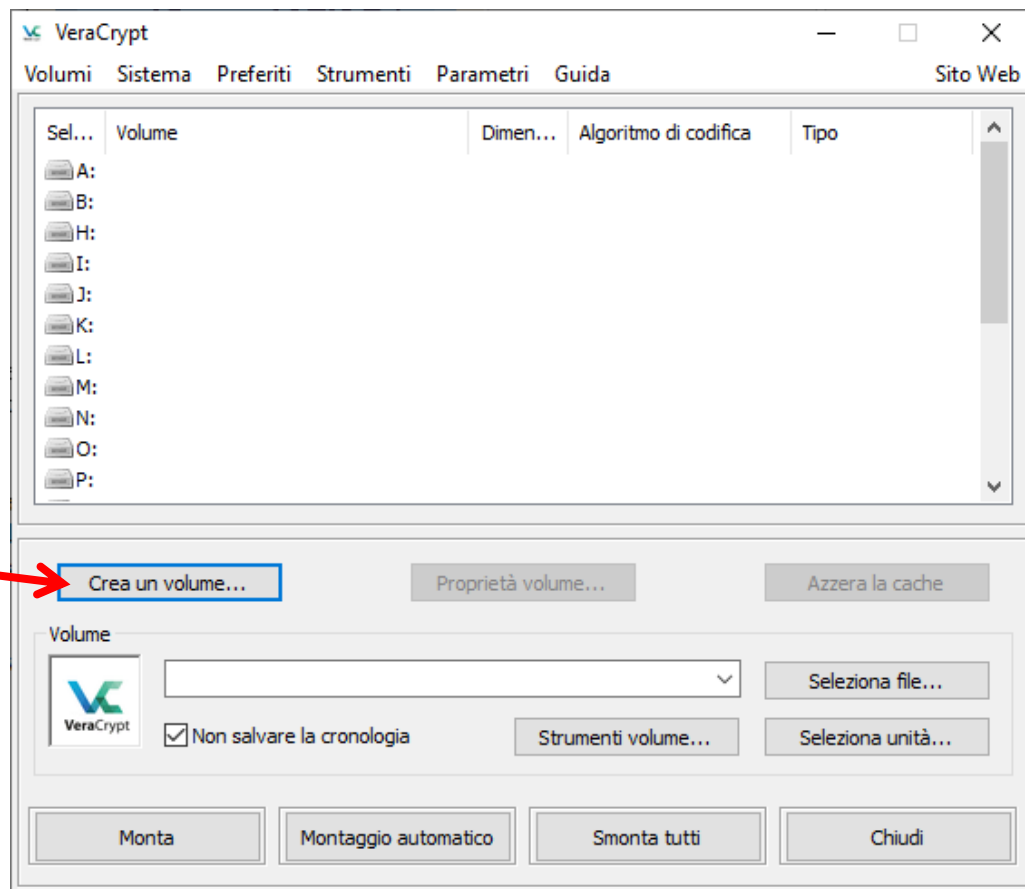 VeraCrypt
Volumi Sistema Preferiti Strumenti Parametri Guida Sito Web
Sel... Volume Dimen... Algoritmo di codifica Tipo
A:
B:
H:
I:
J:
K:
L:
M:
N:
O:
P:
Crea un volume... Proprietà volume... Azzera la cache
Volume
Seleziona file...
VeraCrypt
Non salvare la cronologia Strumenti volume... Seleziona unità...
Monta Montaggio automatico Smonta tutti Chiudi